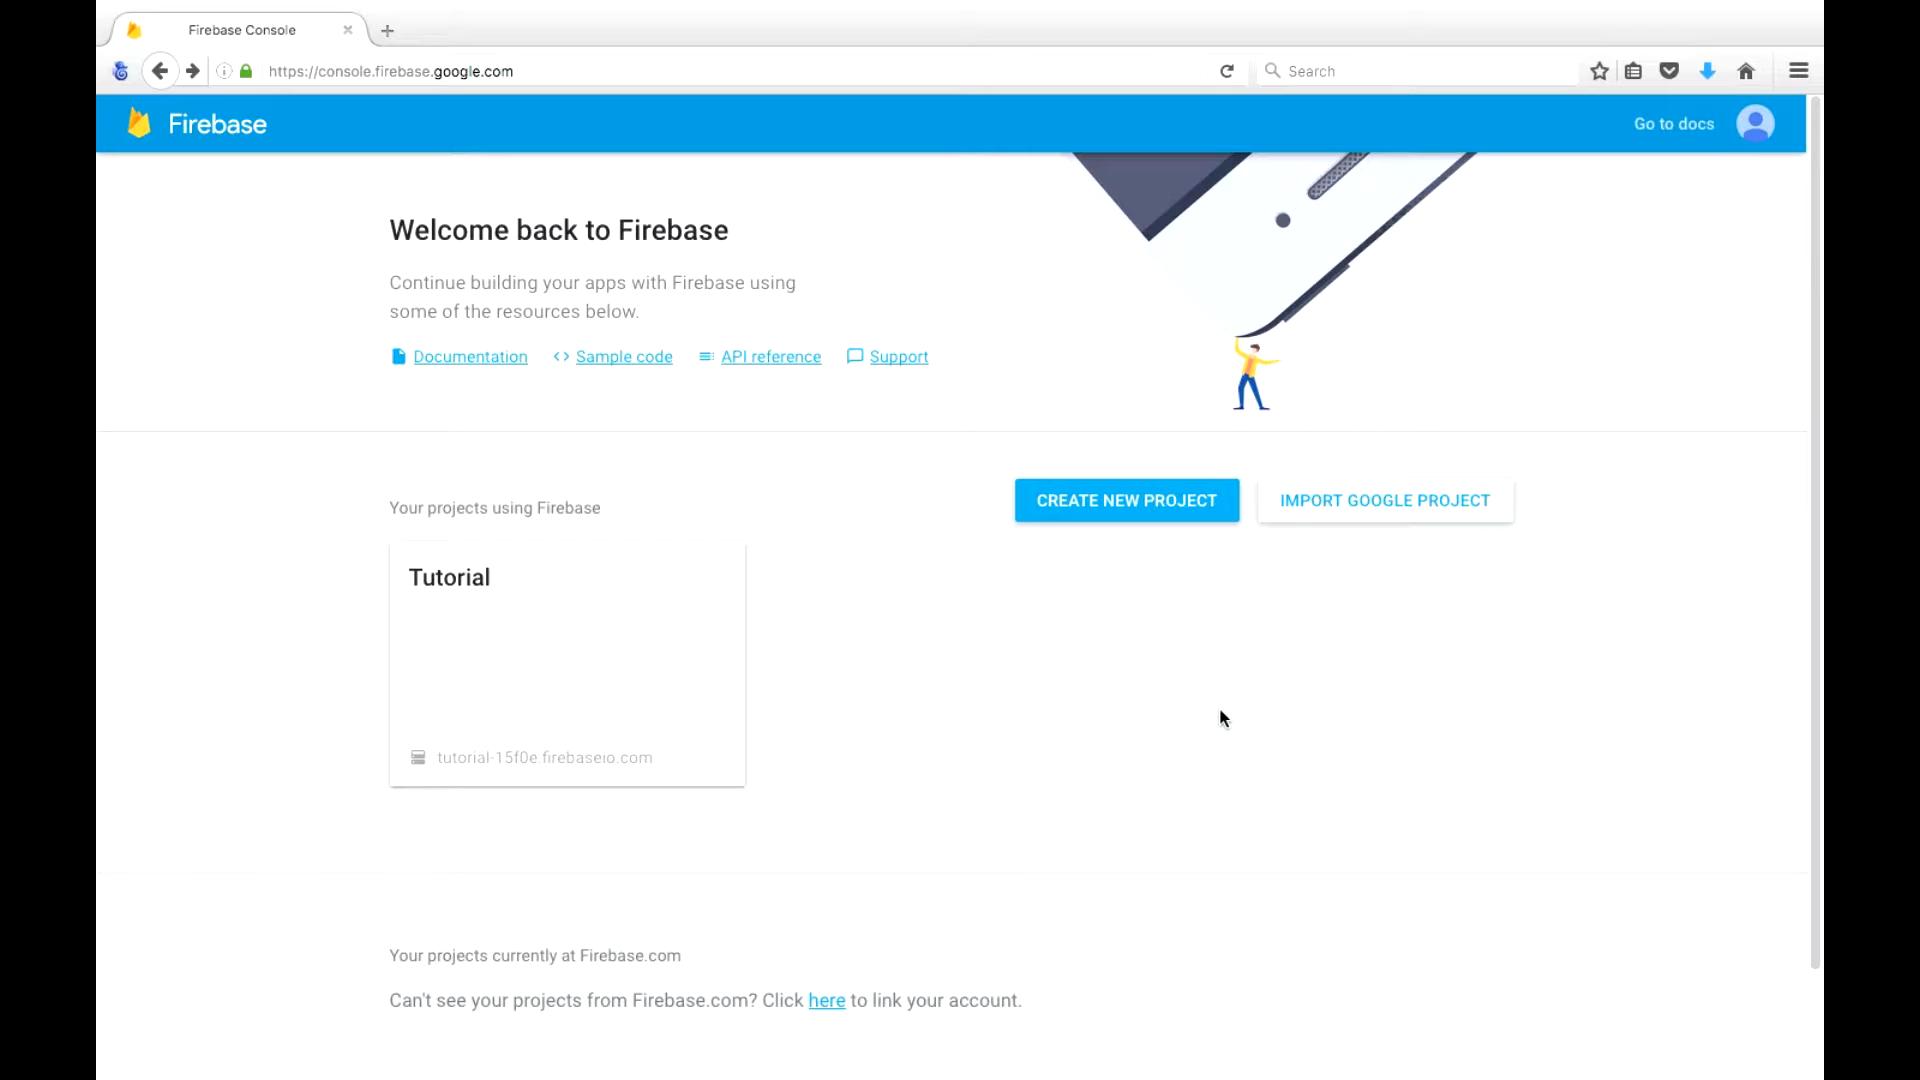 Firebase Console
https://console.firebase.google.com
Search
Firebase
Go to docs
Welcome back to Firebase
Continue building your apps with Firebase using
some of the resources below.
Documentation
Sample code
API reference
Support
Your projects using Firebase
CREATE NEW PROJECT
IMPORT GOOGLE PROJECT
Tutorial
tutorial-15f0e.firebaseio.com
Your projects currently at Firebase.com
Can't see your projects from Firebase.com? Click here to link your account.